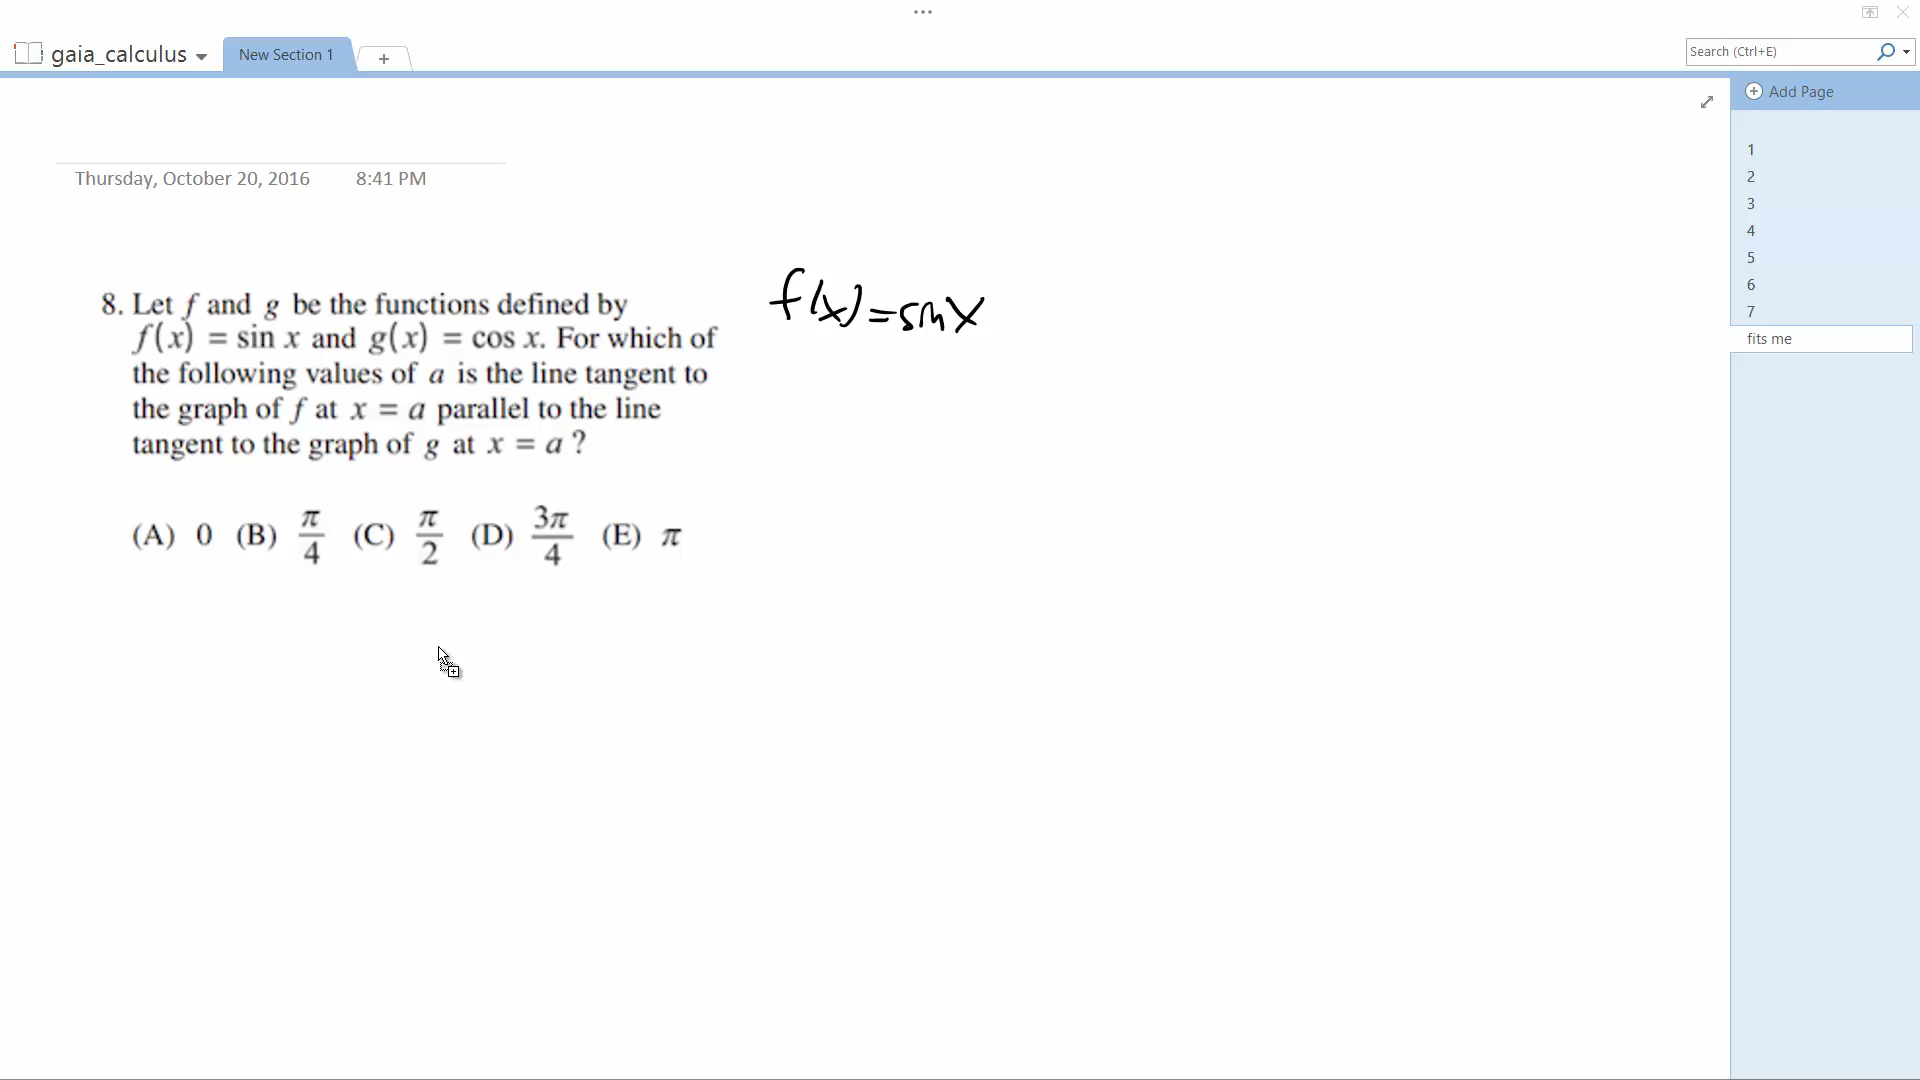 ...
gaia_calculus
New Section 1
+
Search (Ctrl+E)
Add Page
1
2
3
4
5
6
7
fits me
Thursday, October 20, 2016 8:41 PM
8. Let f and g be the functions defined by
f(x) = sin x and g(x) = cos x. For which of
the following values of a is the line tangent to
the graph of f at x = a parallel to the line
tangent to the graph of g at x = a ?
(A) 0 (B) π/4 (C) π/2 (D) 3π/4 (E) π
f(x)=sinx